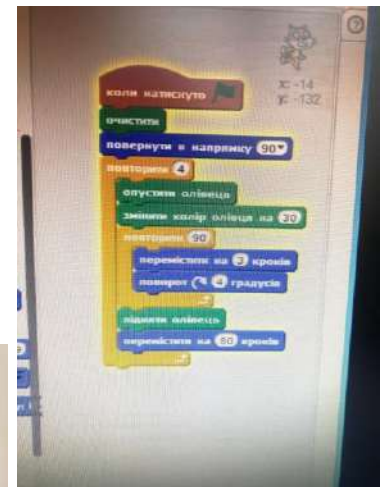 x: -14
y: -132
коли натиснуто
очистити
повернути в напрямку 90
повторити 4
опустити олівець
змінити колір олівця на 30
повторити 90
перемістити на 3 кроків
поворот 4 градусів
підняти олівець
перемістити на 60 кроків